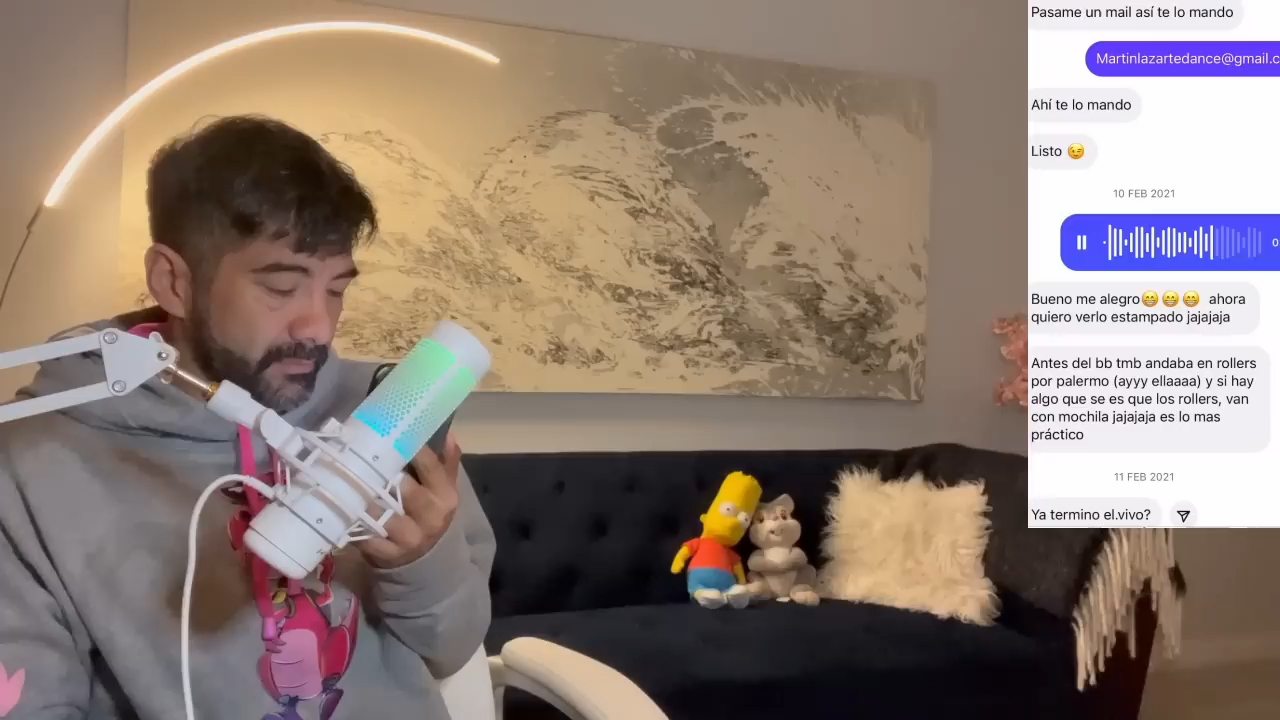 Pasame un mail así te lo mando
Martinlazartedance@gmail.c
Ahí te lo mando
Listo 😉
10 FEB 2021
0
Bueno me alegro😁😁😁 ahora
quiero verlo estampado jajajaja
Antes del bb tmb andaba en rollers
por palermo (ayyy ellaaaa) y si hay
algo que se es que los rollers, van
con mochila jajajaja es lo mas
práctico
11 FEB 2021
Ya termino el.vivo?